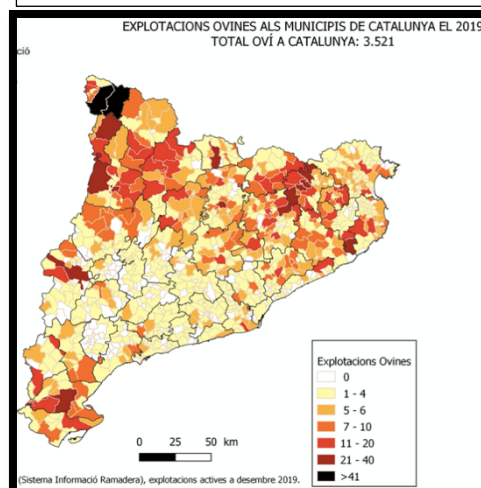 EXPLOTACIONS OVINES ALS MUNICIPIS DE CATALUNYA EL 2019
TOTAL OVÍ A CATALUNYA: 3.521
ció
Explotacions Ovines
0
1 - 4
5 - 6
7 - 10
11 - 20
21 - 40
>41
0 25 50 km
(Sistema Informació Ramadera), explotacions actives a desembre 2019.